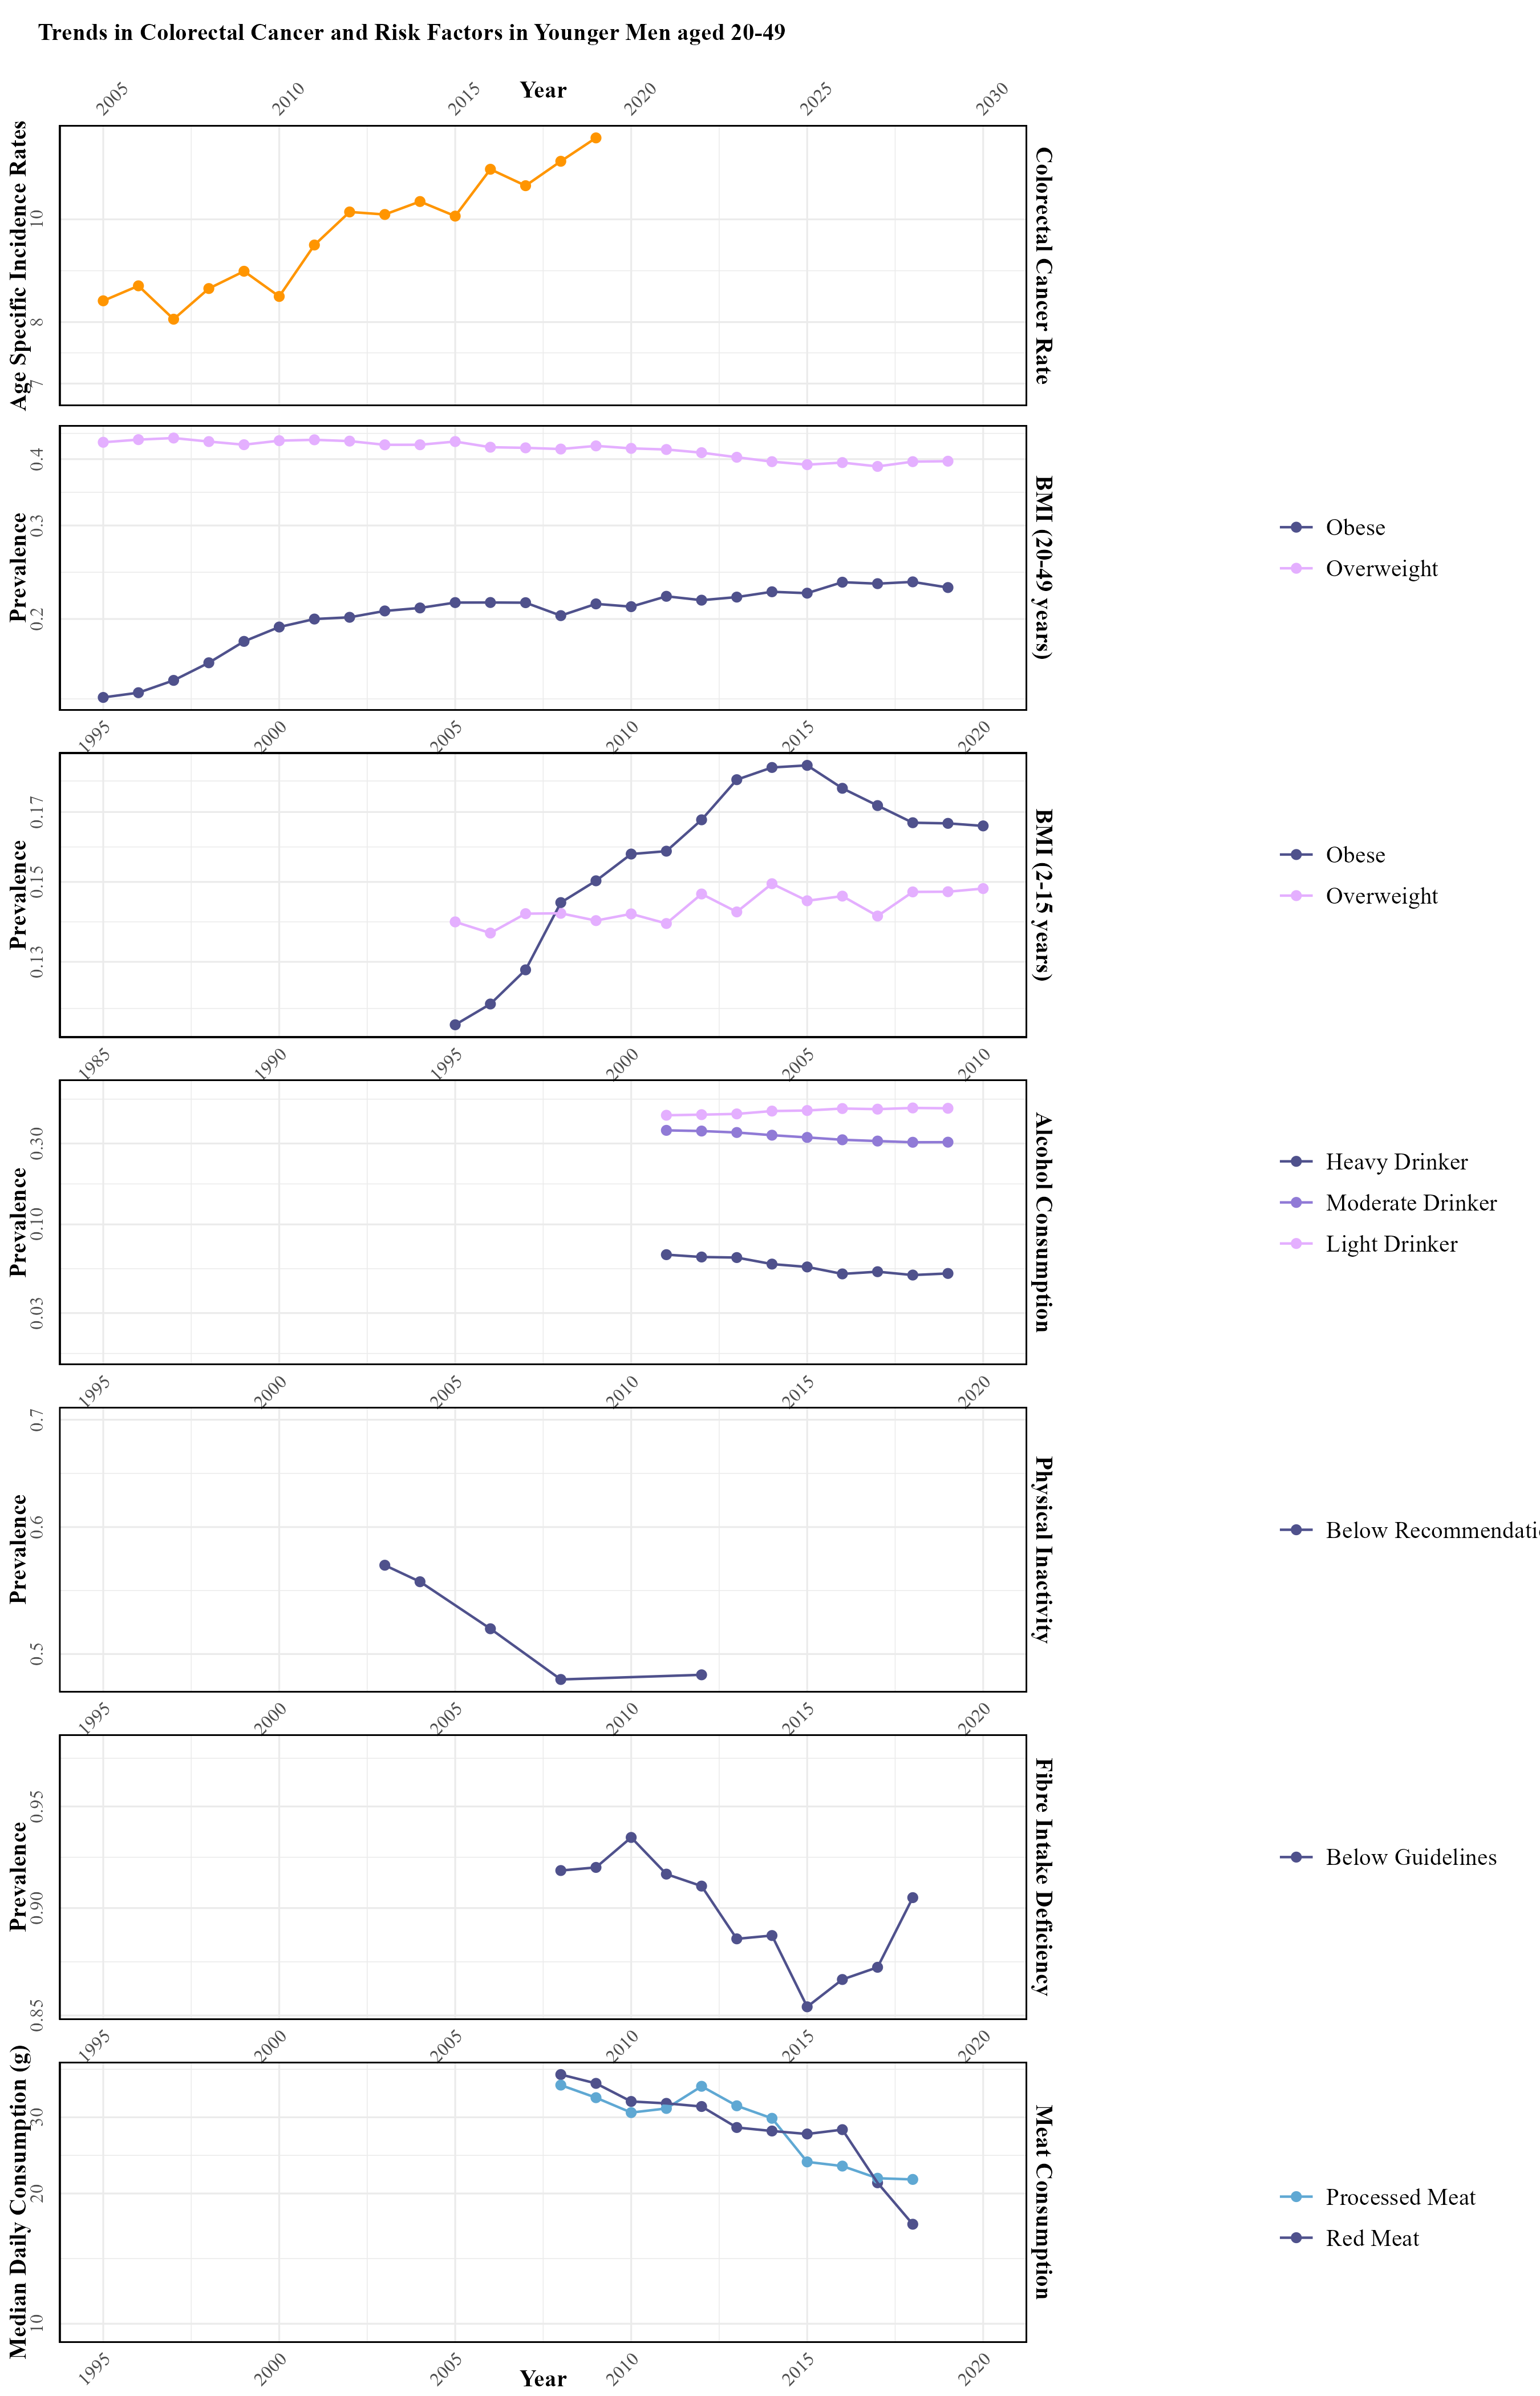 Trends in Colorectal Cancer and Risk Factors in Younger Men aged 20-49
Year
2005 2010 2015 2020 2025 2030
Age Specific Incidence Rates
10
8
7
Colorectal Cancer Rate
Prevalence
0.4
0.3
0.2
BMI (20-49 years)
Obese
Overweight
1995 2000 2005 2010 2015 2020
Prevalence
0.17
0.15
0.13
BMI (2-15 years)
Obese
Overweight
1985 1990 1995 2000 2005 2010
Prevalence
0.30
0.10
0.03
Alcohol Consumption
Heavy Drinker
Moderate Drinker
Light Drinker
1995 2000 2005 2010 2015 2020
Prevalence
0.7
0.6
0.5
Physical Inactivity
Below Recommendati
1995 2000 2005 2010 2015 2020
Prevalence
0.95
0.90
0.85
Fibre Intake Deficiency
Below Guidelines
1995 2000 2005 2010 2015 2020
Median Daily Consumption (g)
30
20
10
Meat Consumption
Processed Meat
Red Meat
1995 2000 2005 2010 2015 2020
Year